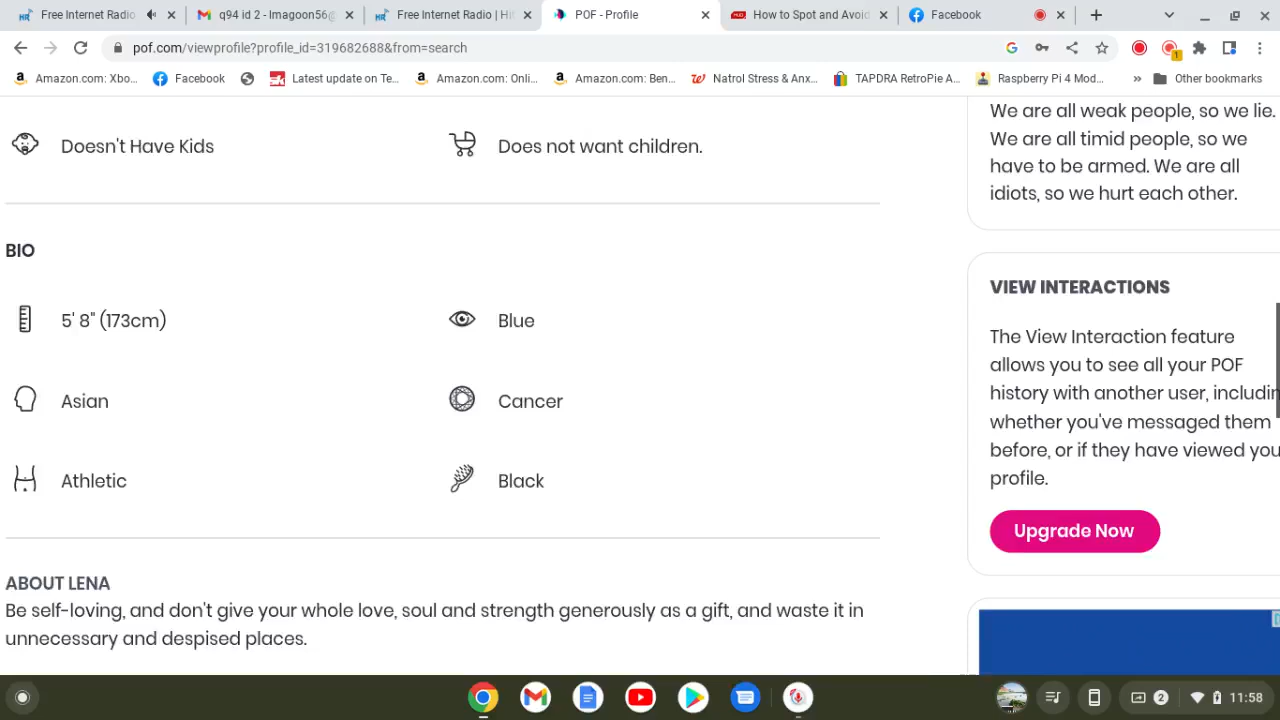 Free Internet Radio
q94 id 2 - Imagoon56@
Free Internet Radio | Hit
POF - Profile
How to Spot and Avoid
Facebook
pof.com/viewprofile?profile_id=319682688&from=search
1
Amazon.com: Xbo...
Facebook
Latest update on Te...
Amazon.com: Onli...
Amazon.com: Ben...
Natrol Stress & Anx...
TAPDRA RetroPie A...
Raspberry Pi 4 Mod...
»
Other bookmarks
Doesn't Have Kids
Does not want children.
BIO
5' 8" (173cm)
Blue
Asian
Cancer
Athletic
Black
ABOUT LENA
Be self-loving, and don't give your whole love, soul and strength generously as a gift, and waste it in
unnecessary and despised places.
We are all weak people, so we lie.
We are all timid people, so we
have to be armed. We are all
idiots, so we hurt each other.
VIEW INTERACTIONS
The View Interaction feature
allows you to see all your POF
history with another user, includin
whether you've messaged them
before, or if they have viewed you
profile.
Upgrade Now
2
11:58